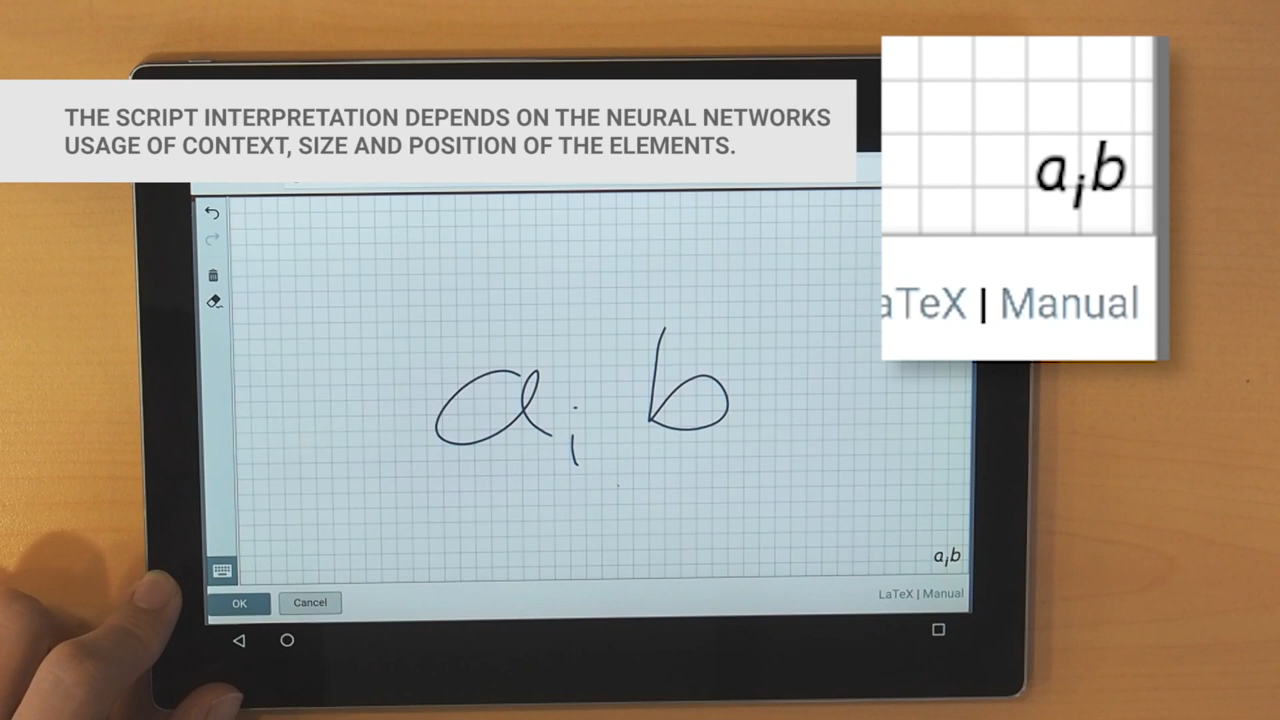 THE SCRIPT INTERPRETATION DEPENDS ON THE NEURAL NETWORKS
USAGE OF CONTEXT, SIZE AND POSITION OF THE ELEMENTS.
aᵢb
aTeX | Manual
aᵢ b
aᵢb
LaTeX | Manual
OK
Cancel